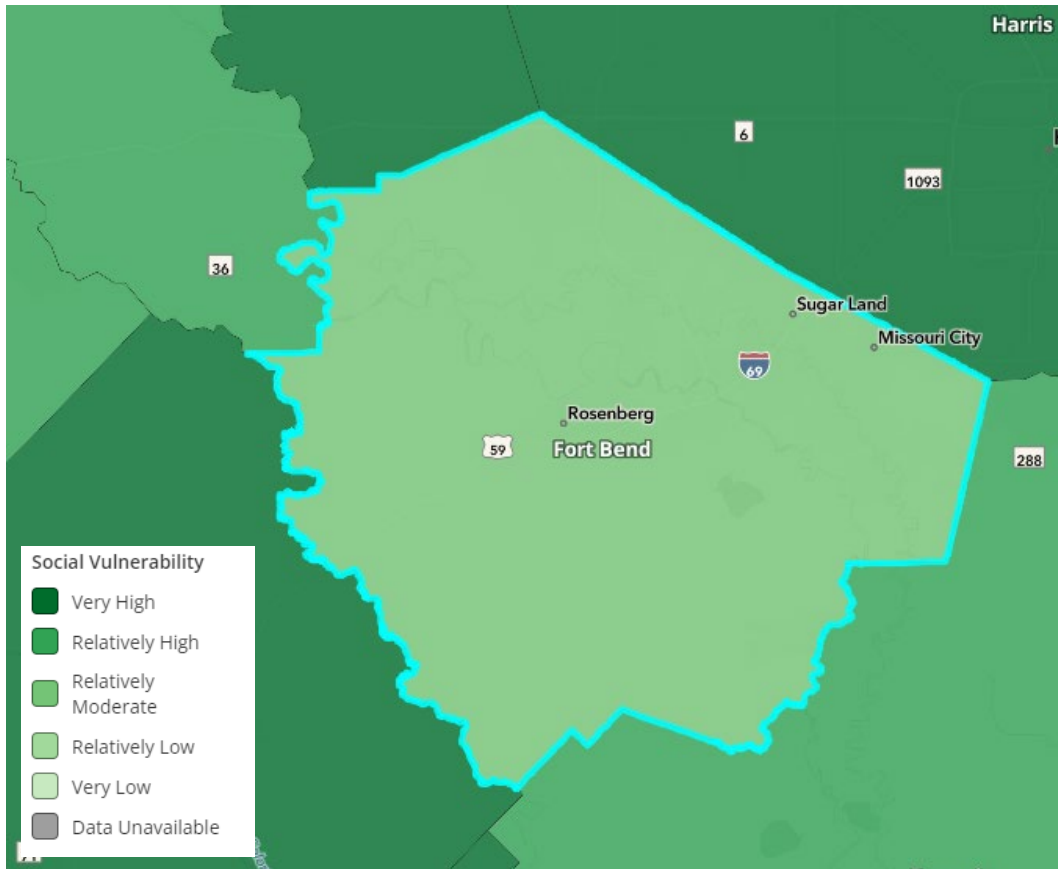 Harris
6
1093
36
Sugar Land
Missouri City
69
Rosenberg
59
Fort Bend
288
Social Vulnerability
Very High
Relatively High
Relatively
Moderate
Relatively Low
Very Low
Data Unavailable